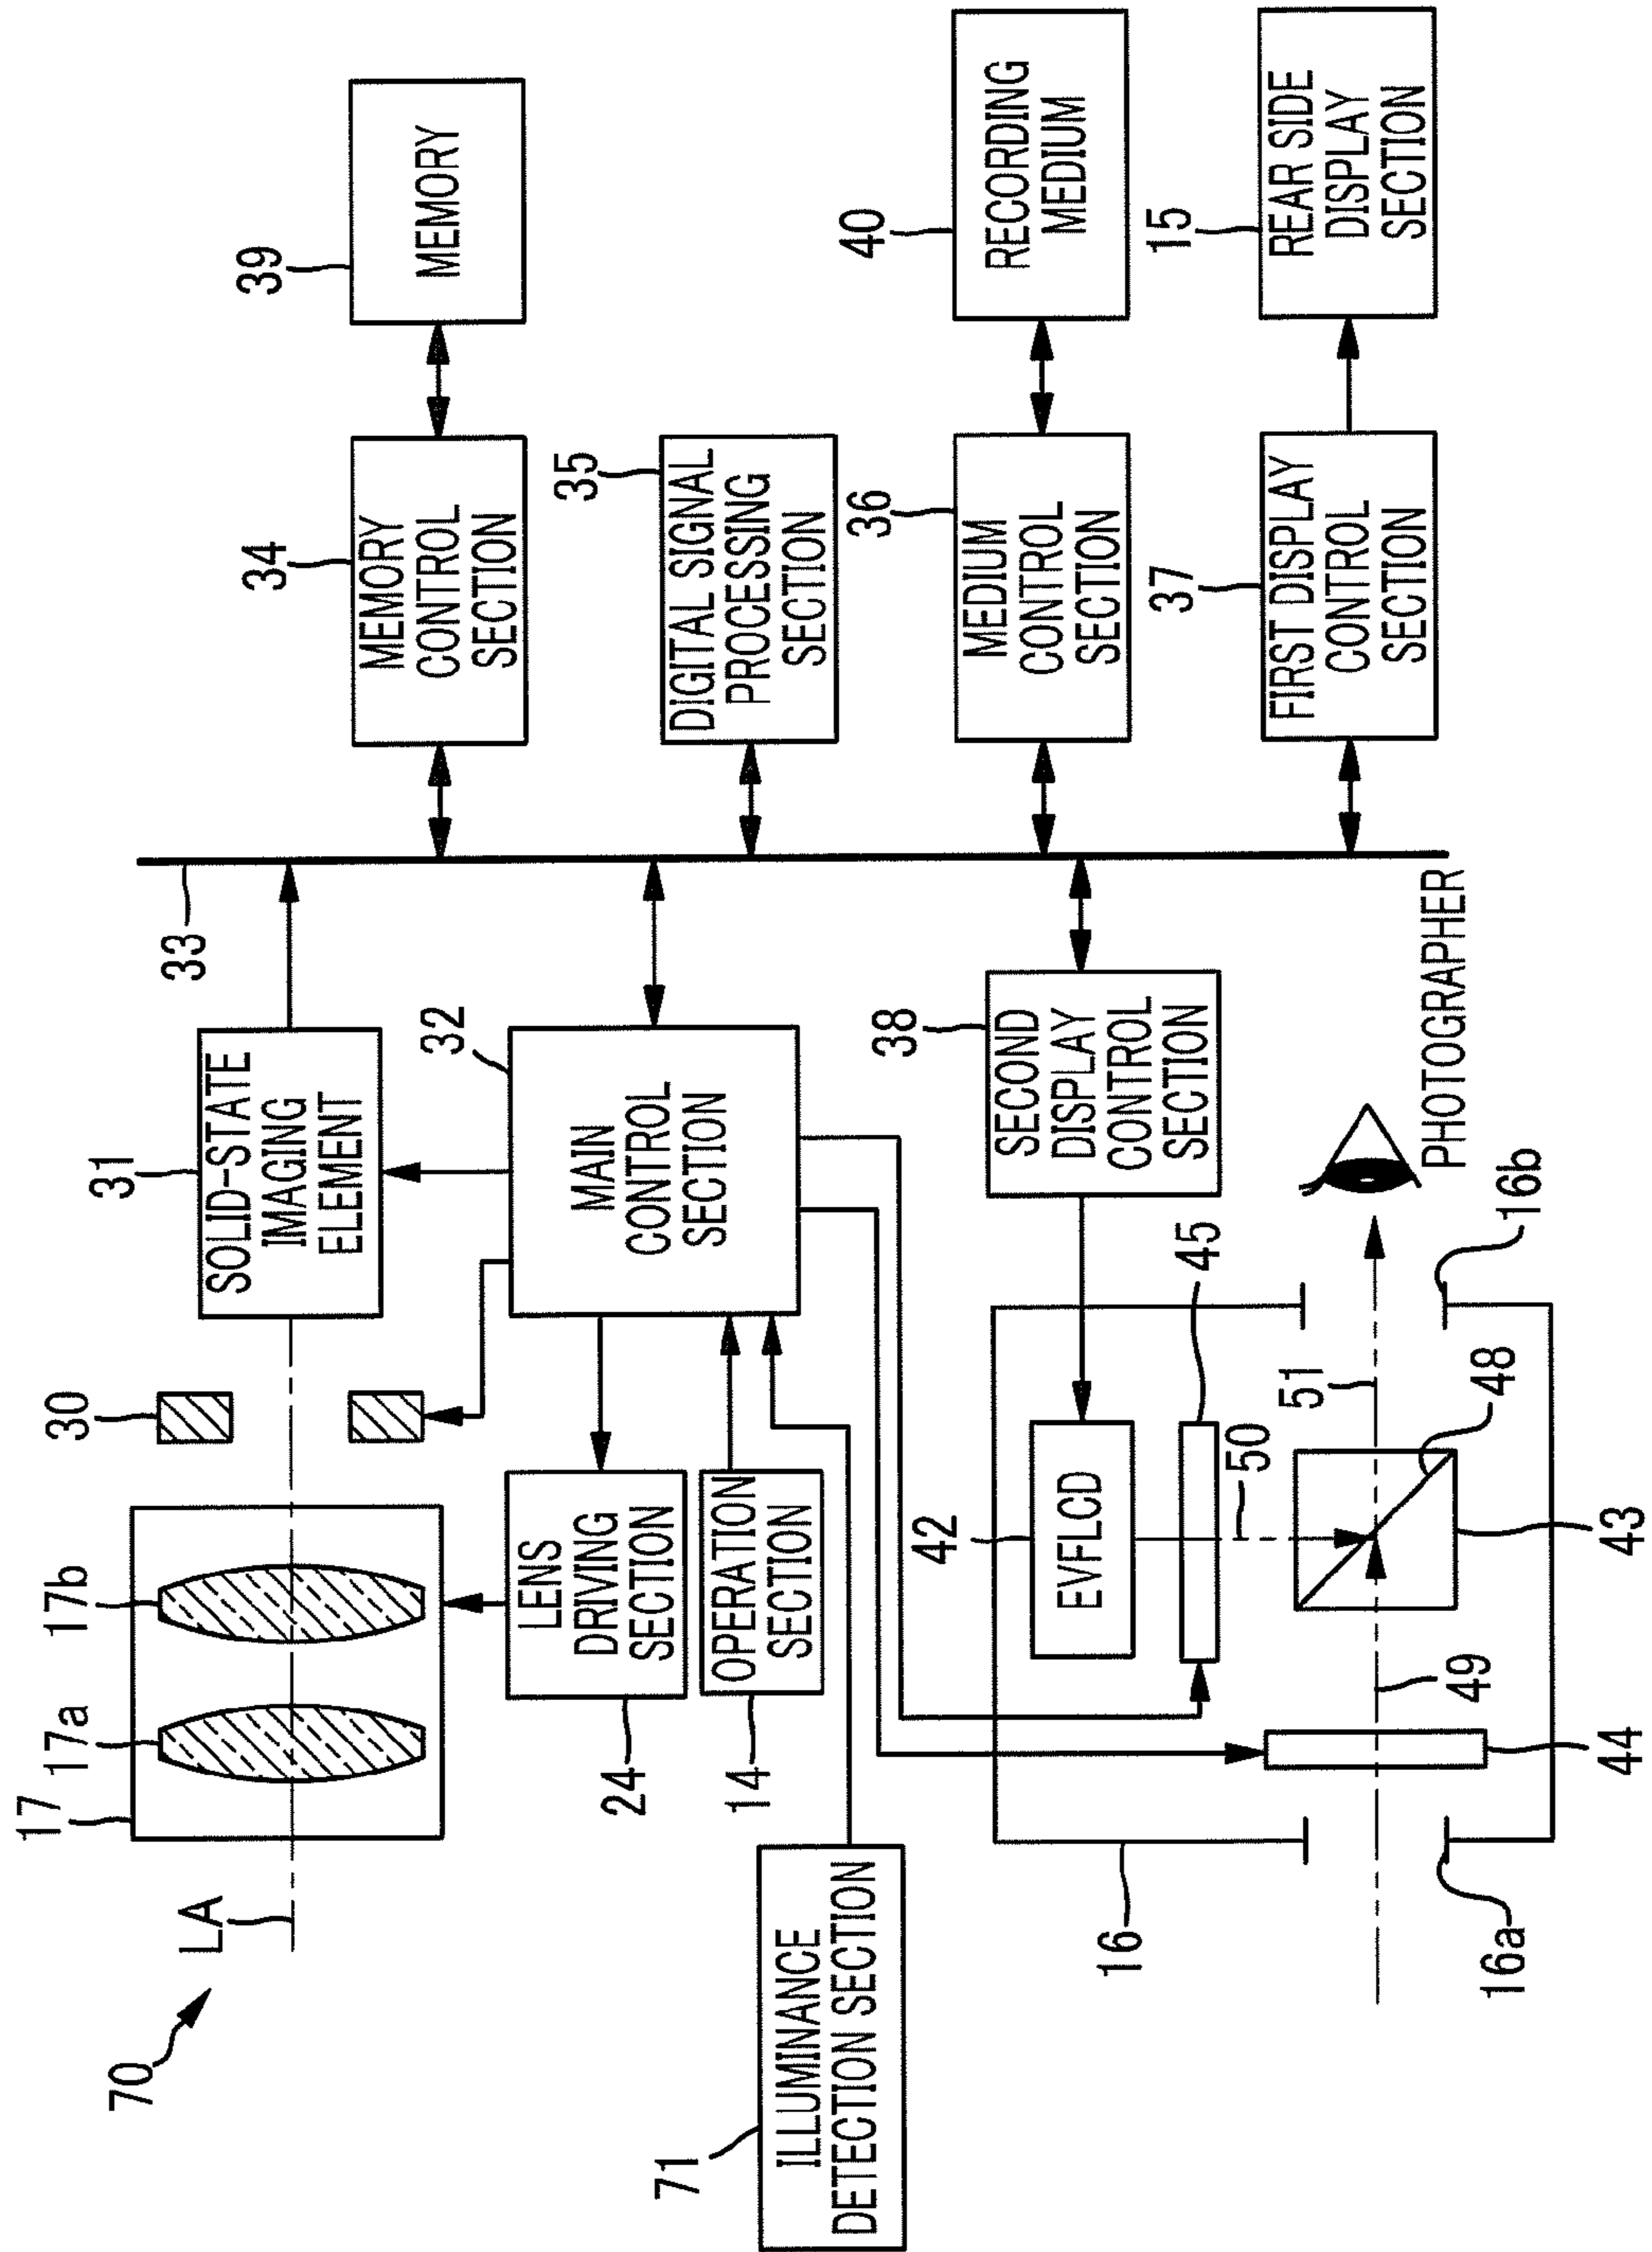 70
LA
17
17a
17b
30
31
SOLID-STATE
IMAGING
ELEMENT
33
34
MEMORY
CONTROL
SECTION
39
MEMORY
24
LENS
DRIVING
SECTION
14
OPERATION
SECTION
32
MAIN
CONTROL
SECTION
35
DIGITAL SIGNAL
PROCESSING
SECTION
71
ILLUMINANCE
DETECTION SECTION
42
EVFLCD
45
50
38
SECOND
DISPLAY
CONTROL
SECTION
36
MEDIUM
CONTROL
SECTION
40
RECORDING
MEDIUM
16
16a
49
44
51
48
43
16b
PHOTOGRAPHER
37
FIRST DISPLAY
CONTROL
SECTION
15
REAR SIDE
DISPLAY
SECTION